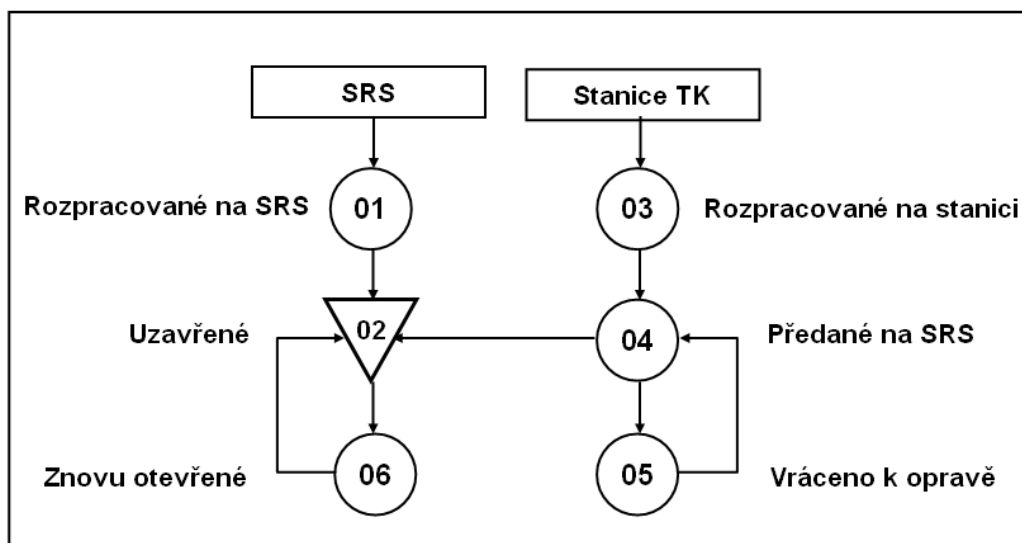 SRS
Stanice TK
Rozpracované na SRS
01
03
Rozpracované na stanici
Uzavřené
02
04
Předané na SRS
Znovu otevřené
06
05
Vráceno k opravě